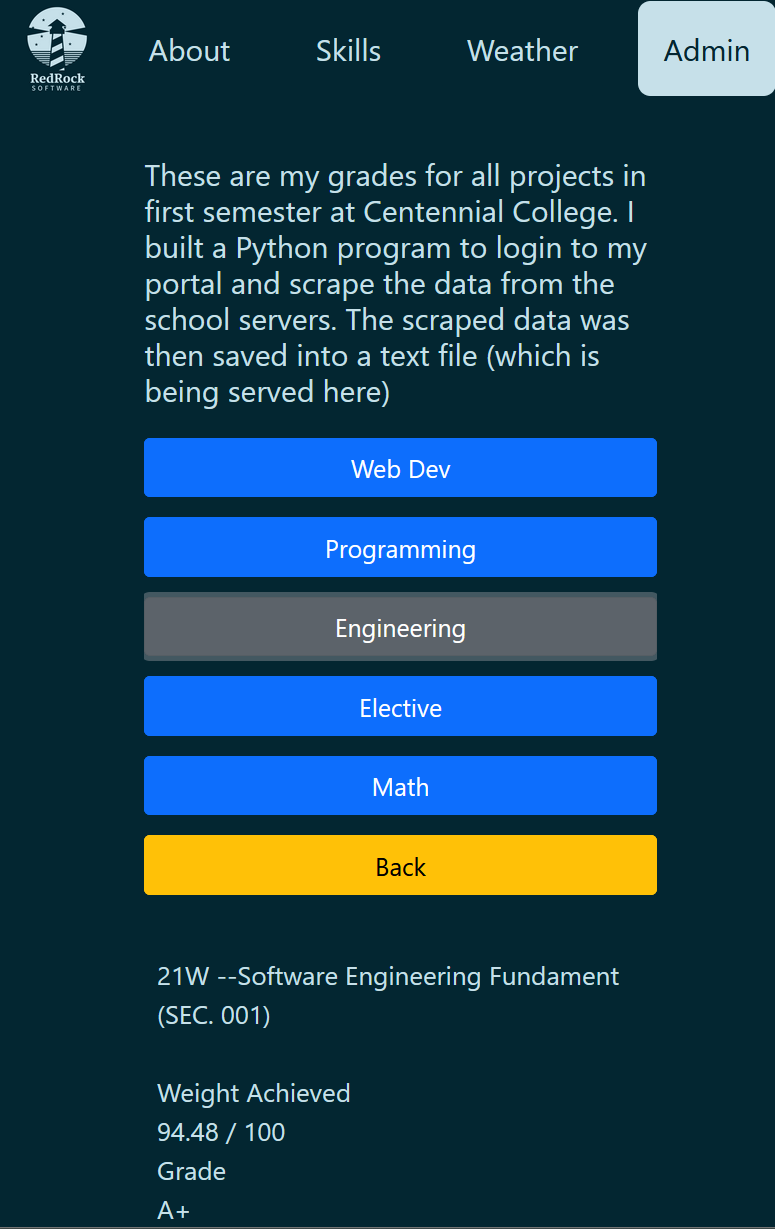 RedRock
SOFTWARE
About Skills Weather Admin
These are my grades for all projects in
first semester at Centennial College. I
built a Python program to login to my
portal and scrape the data from the
school servers. The scraped data was
then saved into a text file (which is
being served here)
Web Dev
Programming
Engineering
Elective
Math
Back
21W --Software Engineering Fundament
(SEC. 001)
Weight Achieved
94.48 / 100
Grade
A+